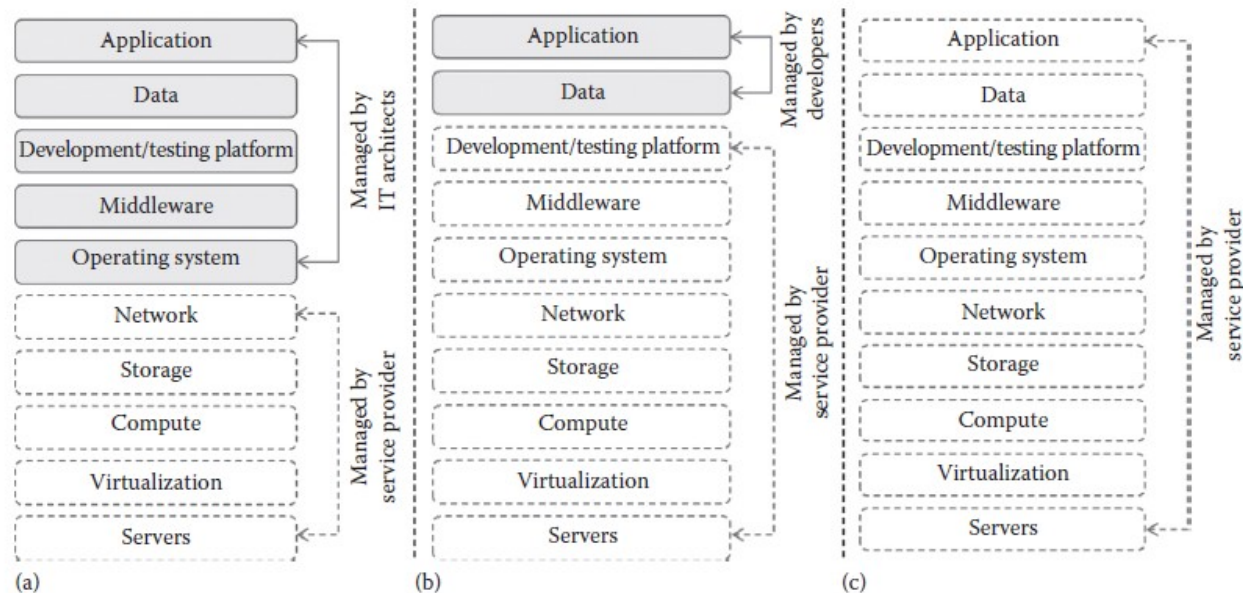 Application
Data
Development/testing platform
Middleware
Operating system
Network
Storage
Compute
Virtualization
Servers
Managed by
IT architects
Managed by
service provider
(a)
Application
Data
Development/testing platform
Middleware
Operating system
Network
Storage
Compute
Virtualization
Servers
Managed by
developers
Managed by
service provider
(b)
Application
Data
Development/testing platform
Middleware
Operating system
Network
Storage
Compute
Virtualization
Servers
Managed by
service provider
(c)